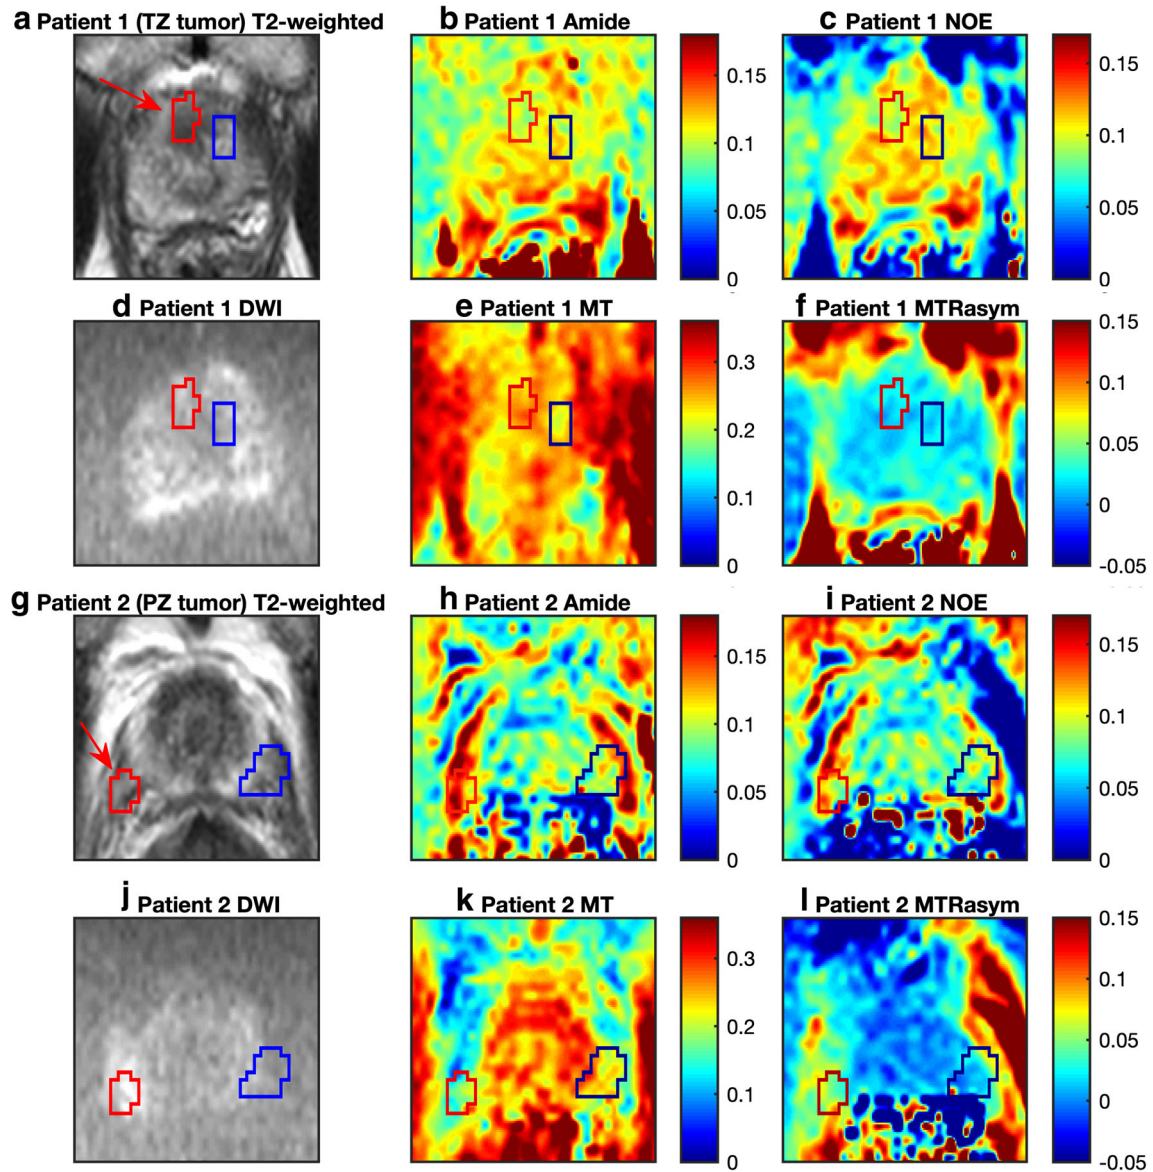 a Patient 1 (TZ tumor) T2-weighted
b Patient 1 Amide
c Patient 1 NOE
0.15
0.1
0.05
0
0.15
0.1
0.05
0
d Patient 1 DWI
e Patient 1 MT
f Patient 1 MTRasym
0.3
0.2
0.1
0
0.15
0.1
0.05
0
-0.05
g Patient 2 (PZ tumor) T2-weighted
h Patient 2 Amide
i Patient 2 NOE
0.15
0.1
0.05
0
0.15
0.1
0.05
0
j Patient 2 DWI
k Patient 2 MT
l Patient 2 MTRasym
0.3
0.2
0.1
0
0.15
0.1
0.05
0
-0.05